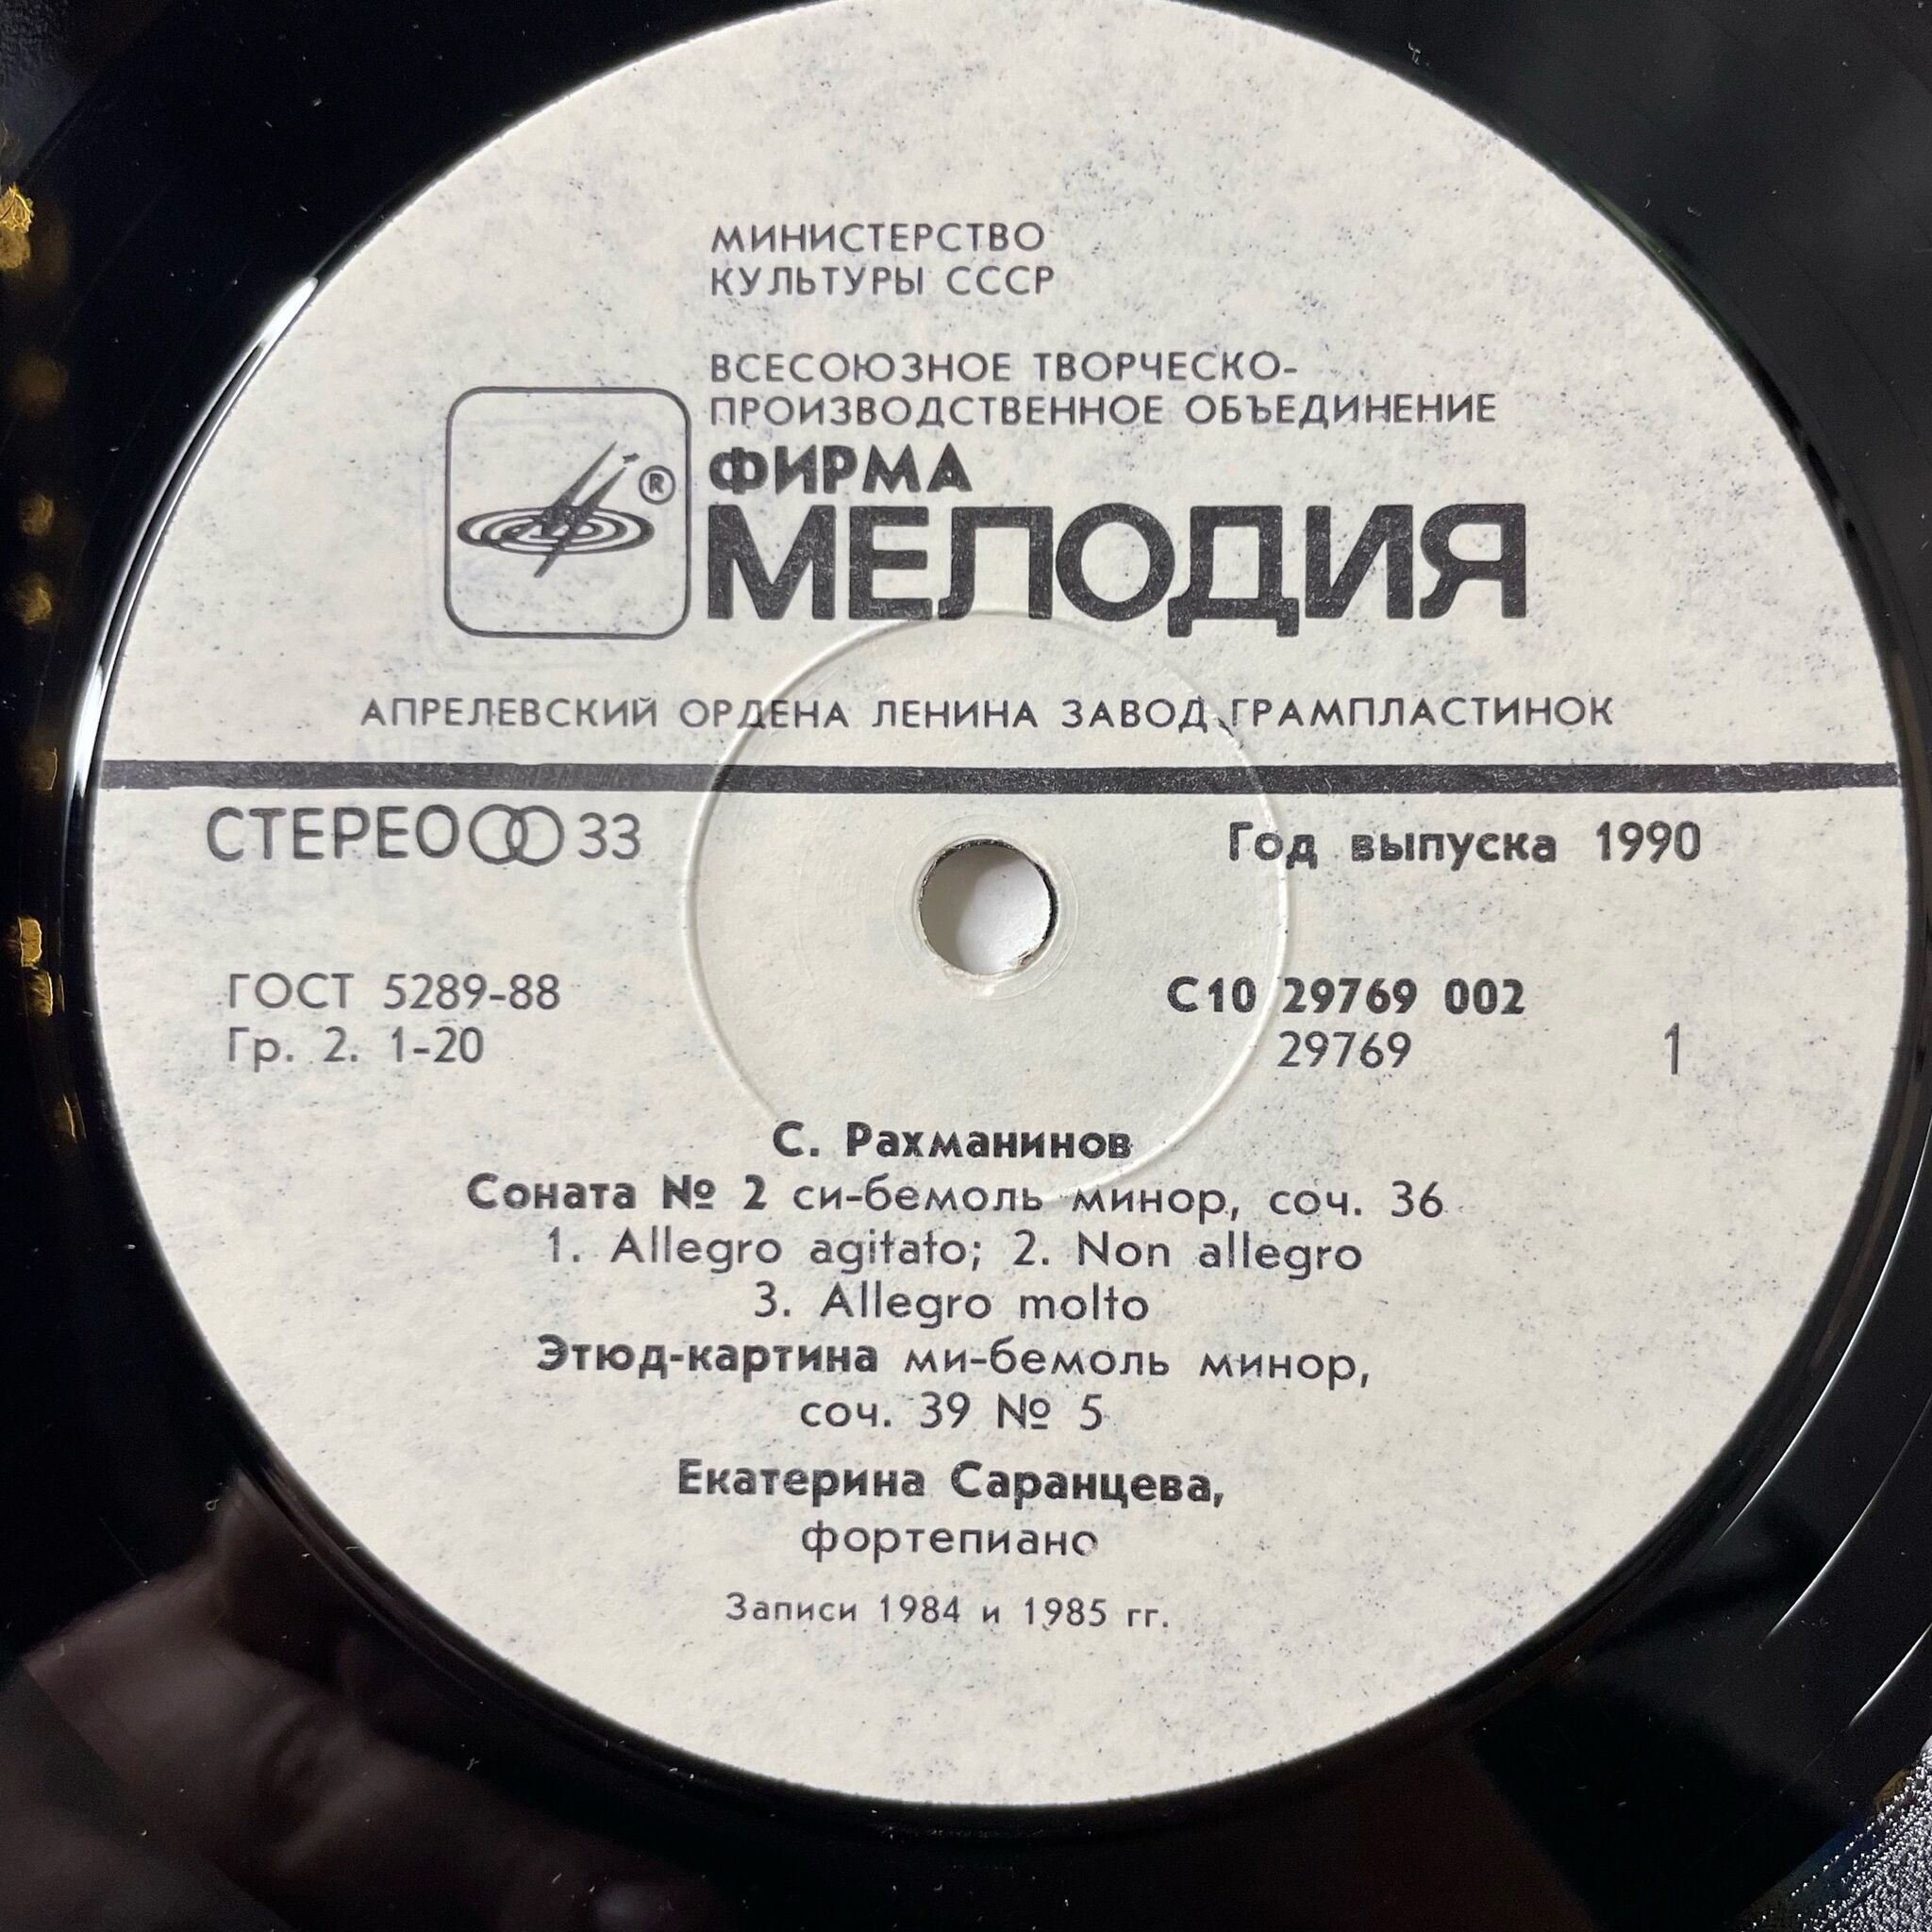 МИНИСТЕРСТВО
КУЛЬТУРЫ СССР
ВСЕСОЮЗНОЕ ТВОРЧЕСКО-
ПРОИЗВОДСТВЕННОЕ ОБЪЕДИНЕНИЕ
ФИРМА
®
МЕЛОДИЯ
АПРЕЛЕВСКИЙ ОРДЕНА ЛЕНИНА ЗАВОД ГРАМПЛАСТИНОК
СТЕРЕО 33
Год выпуска 1990
ГОСТ 5289-88
Гр. 2. 1-20
С10 29769 002
29769
1
С. Рахманинов
Соната № 2 си-бемоль минор, соч. 36
1. Allegro agitato; 2. Non allegro
3. Allegro molto
Этюд-картина ми-бемоль минор,
соч. 39 № 5
Екатерина Саранцева,
фортепиано
Записи 1984 и 1985 гг.